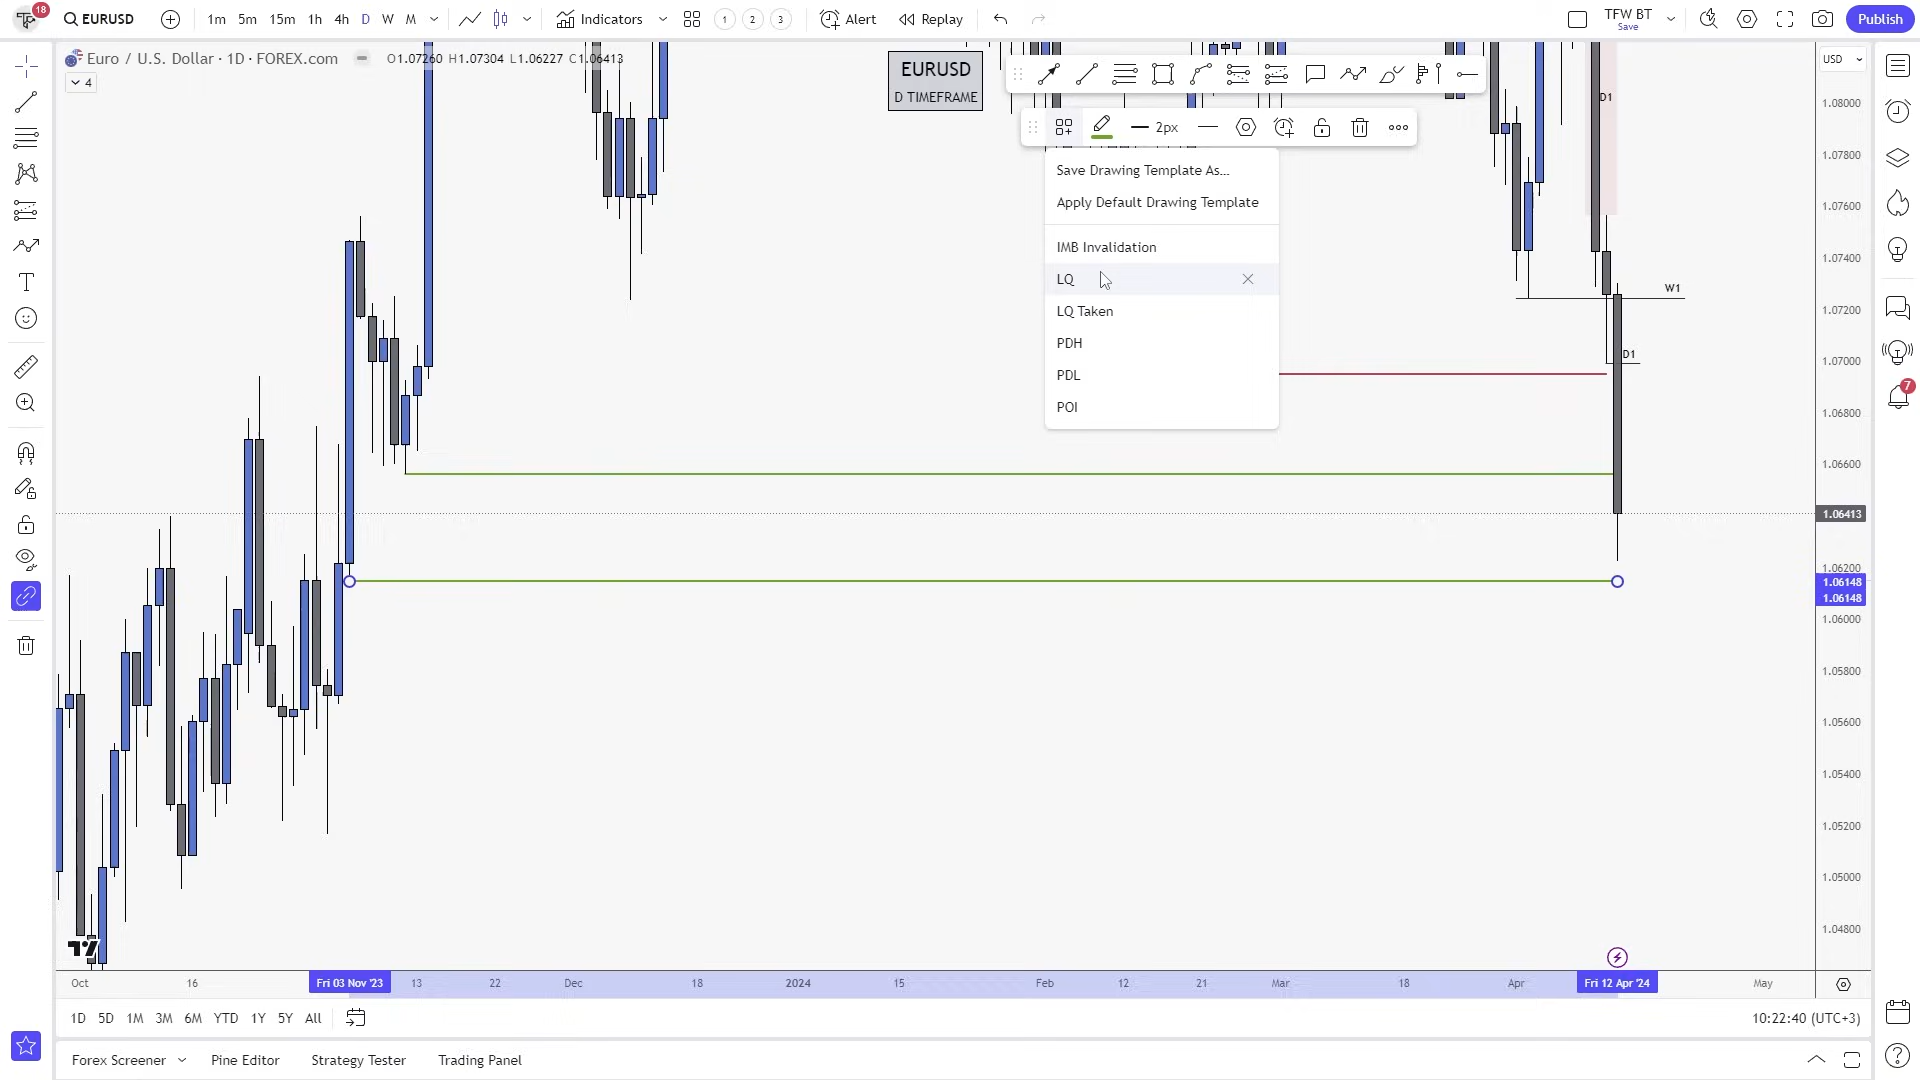 18
EURUSD
1m 5m 15m 1h 4h D W M
Indicators
1 2 3
Alert
Replay
TFW BT
Save
Publish
Euro / U.S. Dollar · 1D · FOREX.com
O1.07260 H1.07304 L1.06227 C1.06413
4
EURUSD
D TIMEFRAME
USD
2px
Save Drawing Template As...
Apply Default Drawing Template
IMB Invalidation
LQ
LQ Taken
PDH
PDL
POI
D1
W1
D1
1.08000
1.07800
1.07600
1.07400
1.07200
1.07000
1.06800
1.06600
1.06413
1.06200
1.06148
1.06148
1.06000
1.05800
1.05600
1.05400
1.05200
1.05000
1.04800
7
Oct 16 Fri 03 Nov '23 13 22 Dec 18 2024 15 Feb 12 21 Mar 18 Apr Fri 12 Apr '24 May
1D 5D 1M 3M 6M YTD 1Y 5Y All
10:22:40 (UTC+3)
Forex Screener Pine Editor Strategy Tester Trading Panel